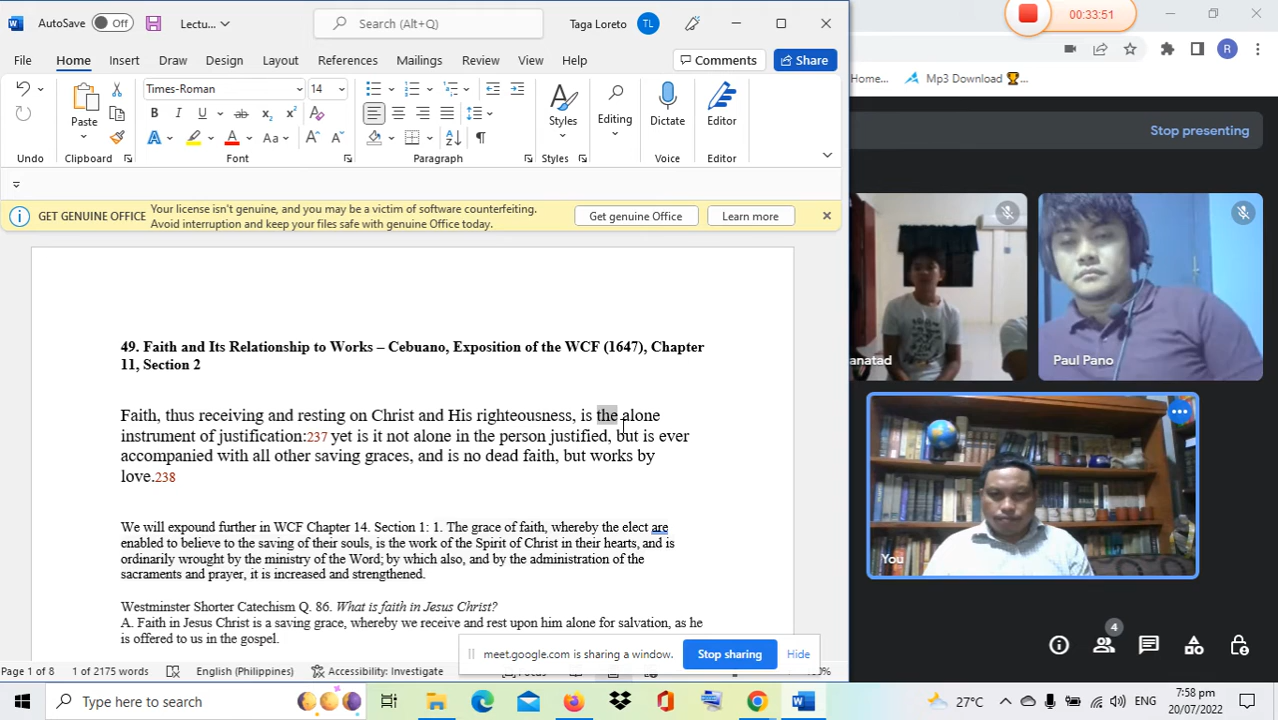 AutoSave Off Lectu... Search (Alt+Q) Taga Loreto TL
00:33:51
File Home Insert Draw Design Layout References Mailings Review View Help Comments Share
Home... Mp3 Download 🏆... R
Times-Roman 14
Paste Styles Editing Dictate Editor
Undo Clipboard Font Paragraph Styles Voice Editor
Stop presenting
GET GENUINE OFFICE Your license isn't genuine, and you may be a victim of software counterfeiting.
Avoid interruption and keep your files safe with genuine Office today.
Get genuine Office Learn more
49. Faith and Its Relationship to Works – Cebuano, Exposition of the WCF (1647), Chapter
11, Section 2
Faith, thus receiving and resting on Christ and His righteousness, is the alone
instrument of justification:237 yet is it not alone in the person justified, but is ever
accompanied with all other saving graces, and is no dead faith, but works by
love.238
We will expound further in WCF Chapter 14. Section 1: 1. The grace of faith, whereby the elect are
enabled to believe to the saving of their souls, is the work of the Spirit of Christ in their hearts, and is
ordinarily wrought by the ministry of the Word; by which also, and by the administration of the
sacraments and prayer, it is increased and strengthened.
Westminster Shorter Catechism Q. 86. What is faith in Jesus Christ?
A. Faith in Jesus Christ is a saving grace, whereby we receive and rest upon him alone for salvation, as he
is offered to us in the gospel.
anatad
Paul Pano
You
4
meet.google.com is sharing a window. Stop sharing Hide
Page 1 of 8 1 of 2175 words English (Philippines) Accessibility: Investigate
Type here to search
27°C ENG 7:58 pm
20/07/2022